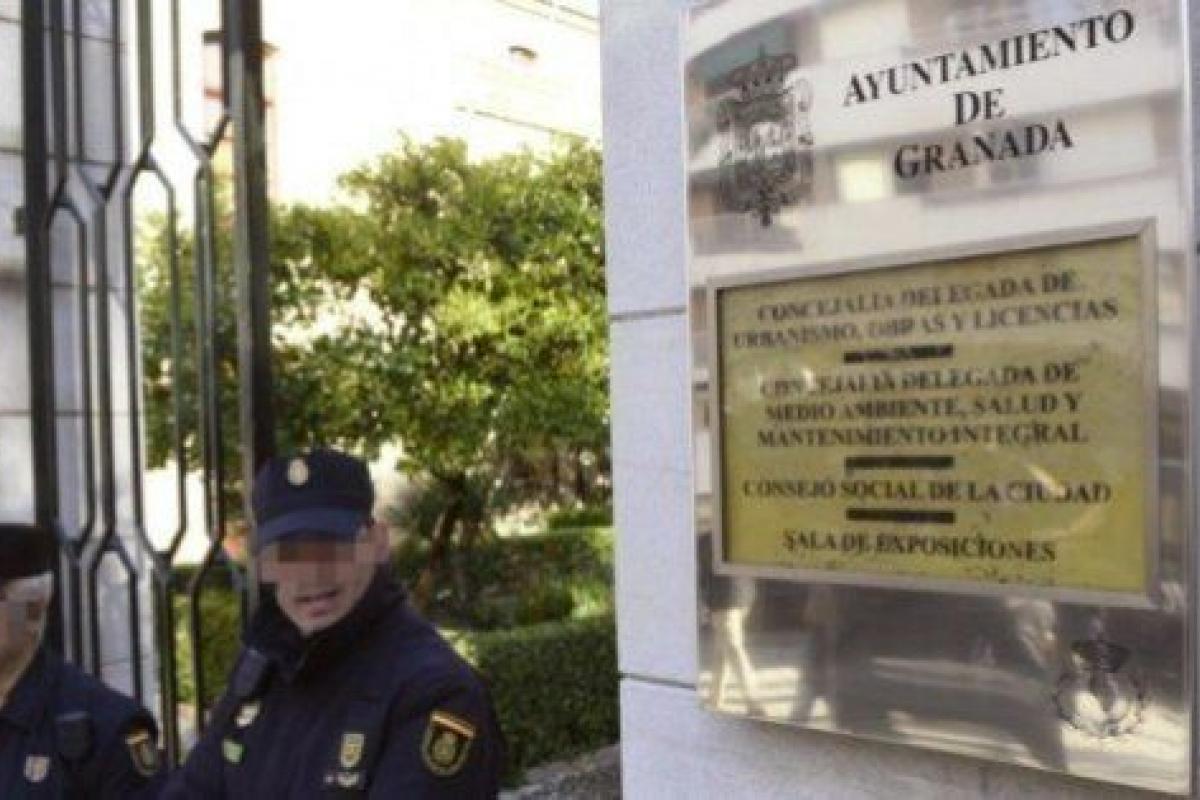 AYUNTAMIENTO
DE
GRANADA
CONCEJALIA DELEGADA DE
URBANISMO, OBRAS Y LICENCIAS
CONCEJALIA DELEGADA DE
MEDIO AMBIENTE, SALUD Y
MANTENIMIENTO INTEGRAL
CONSEJO SOCIAL DE LA CIUDAD
SALA DE EXPOSICIONES